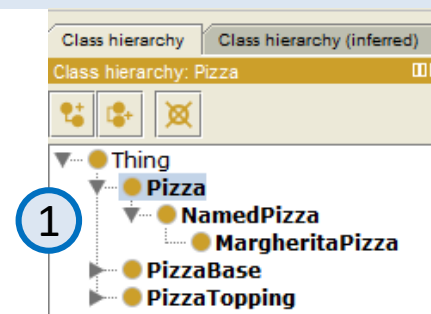 Class hierarchy Class hierarchy (inferred)
Class hierarchy: Pizza
Thing
Pizza
1 NamedPizza
MargheritaPizza
PizzaBase
PizzaTopping